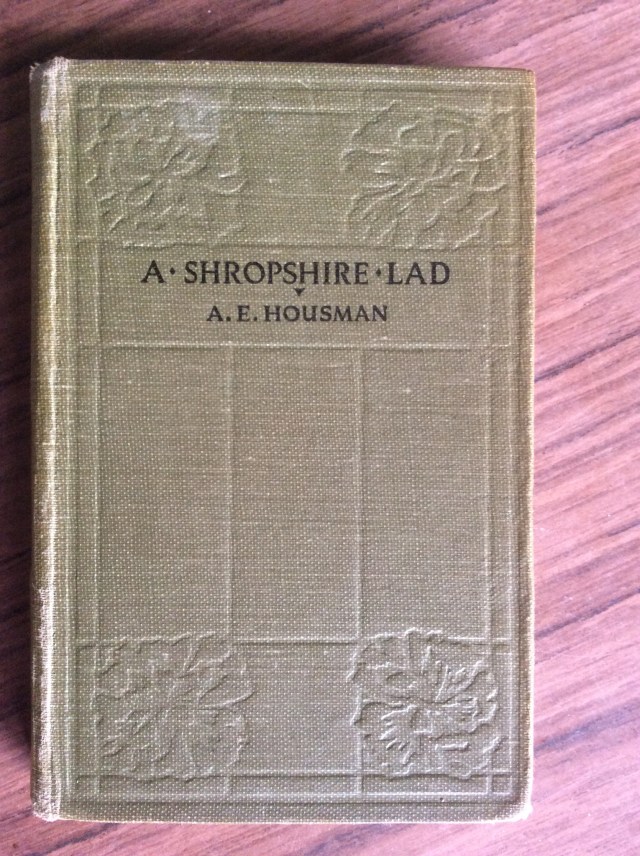 A · SHROPSHIRE · LAD
A. E. HOUSMAN